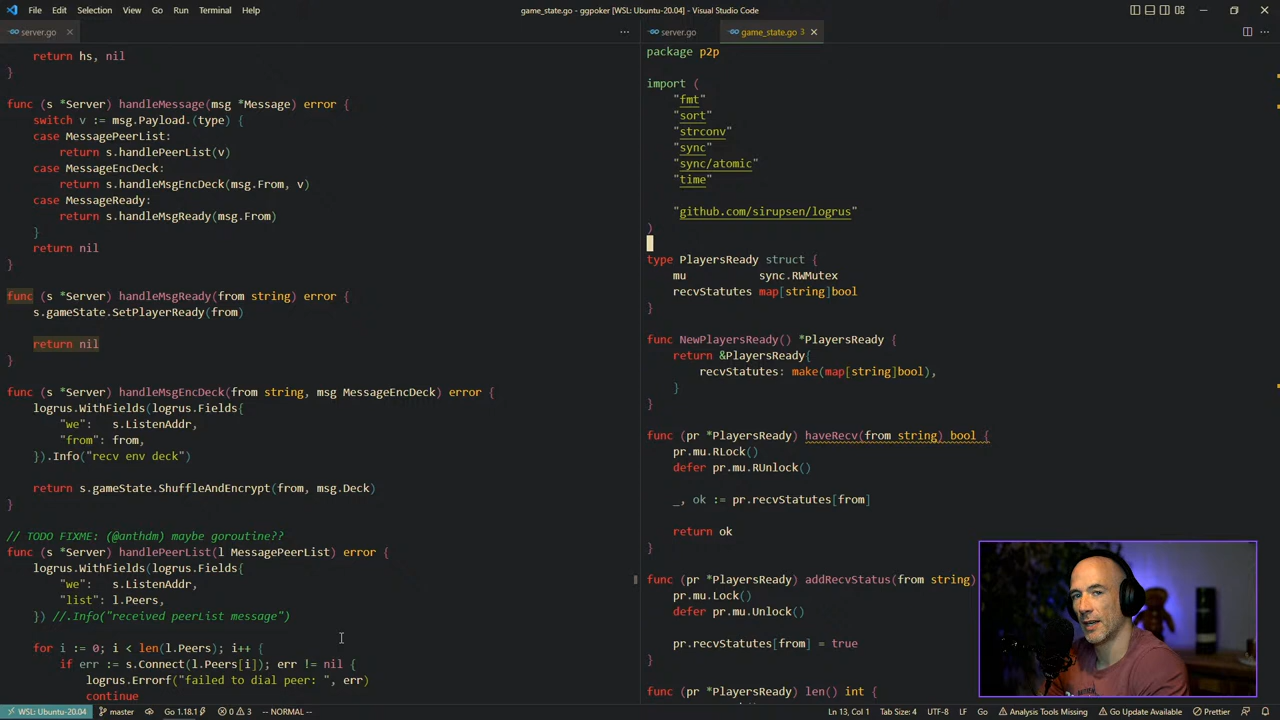 File Edit Selection View Go Run Terminal Help
game_state.go - ggpoker [WSL: Ubuntu-20.04] - Visual Studio Code
server.go
return hs, nil
}
func (s *Server) handleMessage(msg *Message) error {
switch v := msg.Payload.(type) {
case MessagePeerList:
return s.handlePeerList(v)
case MessageEncDeck:
return s.handleMsgEncDeck(msg.From, v)
case MessageReady:
return s.handleMsgReady(msg.From)
}
return nil
}
func (s *Server) handleMsgReady(from string) error {
s.gameState.SetPlayerReady(from)
return nil
}
func (s *Server) handleMsgEncDeck(from string, msg MessageEncDeck) error {
logrus.WithFields(logrus.Fields{
"we": s.ListenAddr,
"from": from,
}).Info("recv env deck")
return s.gameState.ShuffleAndEncrypt(from, msg.Deck)
}
// TODO FIXME: (@anthdm) maybe goroutine??
func (s *Server) handlePeerList(l MessagePeerList) error {
logrus.WithFields(logrus.Fields{
"we": s.ListenAddr,
"list": l.Peers,
}) //.Info("received peerList message")
for i := 0; i < len(l.Peers); i++ {
if err := s.Connect(l.Peers[i]); err != nil {
logrus.Errorf("failed to dial peer: ", err)
continue
server.go game_state.go 3
package p2p
import (
"fmt"
"sort"
"strconv"
"sync"
"sync/atomic"
"time"
"github.com/sirupsen/logrus"
)
type PlayersReady struct {
mu sync.RWMutex
recvStatutes map[string]bool
}
func NewPlayersReady() *PlayersReady {
return &PlayersReady{
recvStatutes: make(map[string]bool),
}
}
func (pr *PlayersReady) haveRecv(from string) bool {
pr.mu.RLock()
defer pr.mu.RUnlock()
_, ok := pr.recvStatutes[from]
return ok
}
func (pr *PlayersReady) addRecvStatus(from string)
pr.mu.Lock()
defer pr.mu.Unlock()
pr.recvStatutes[from] = true
}
func (pr *PlayersReady) len() int {
WSL: Ubuntu-20.04 master Go 1.18.1 0 3 -- NORMAL -- Ln 13, Col 1 Tab Size: 4 UTF-8 LF Go Analysis Tools Missing Go Update Available Prettier